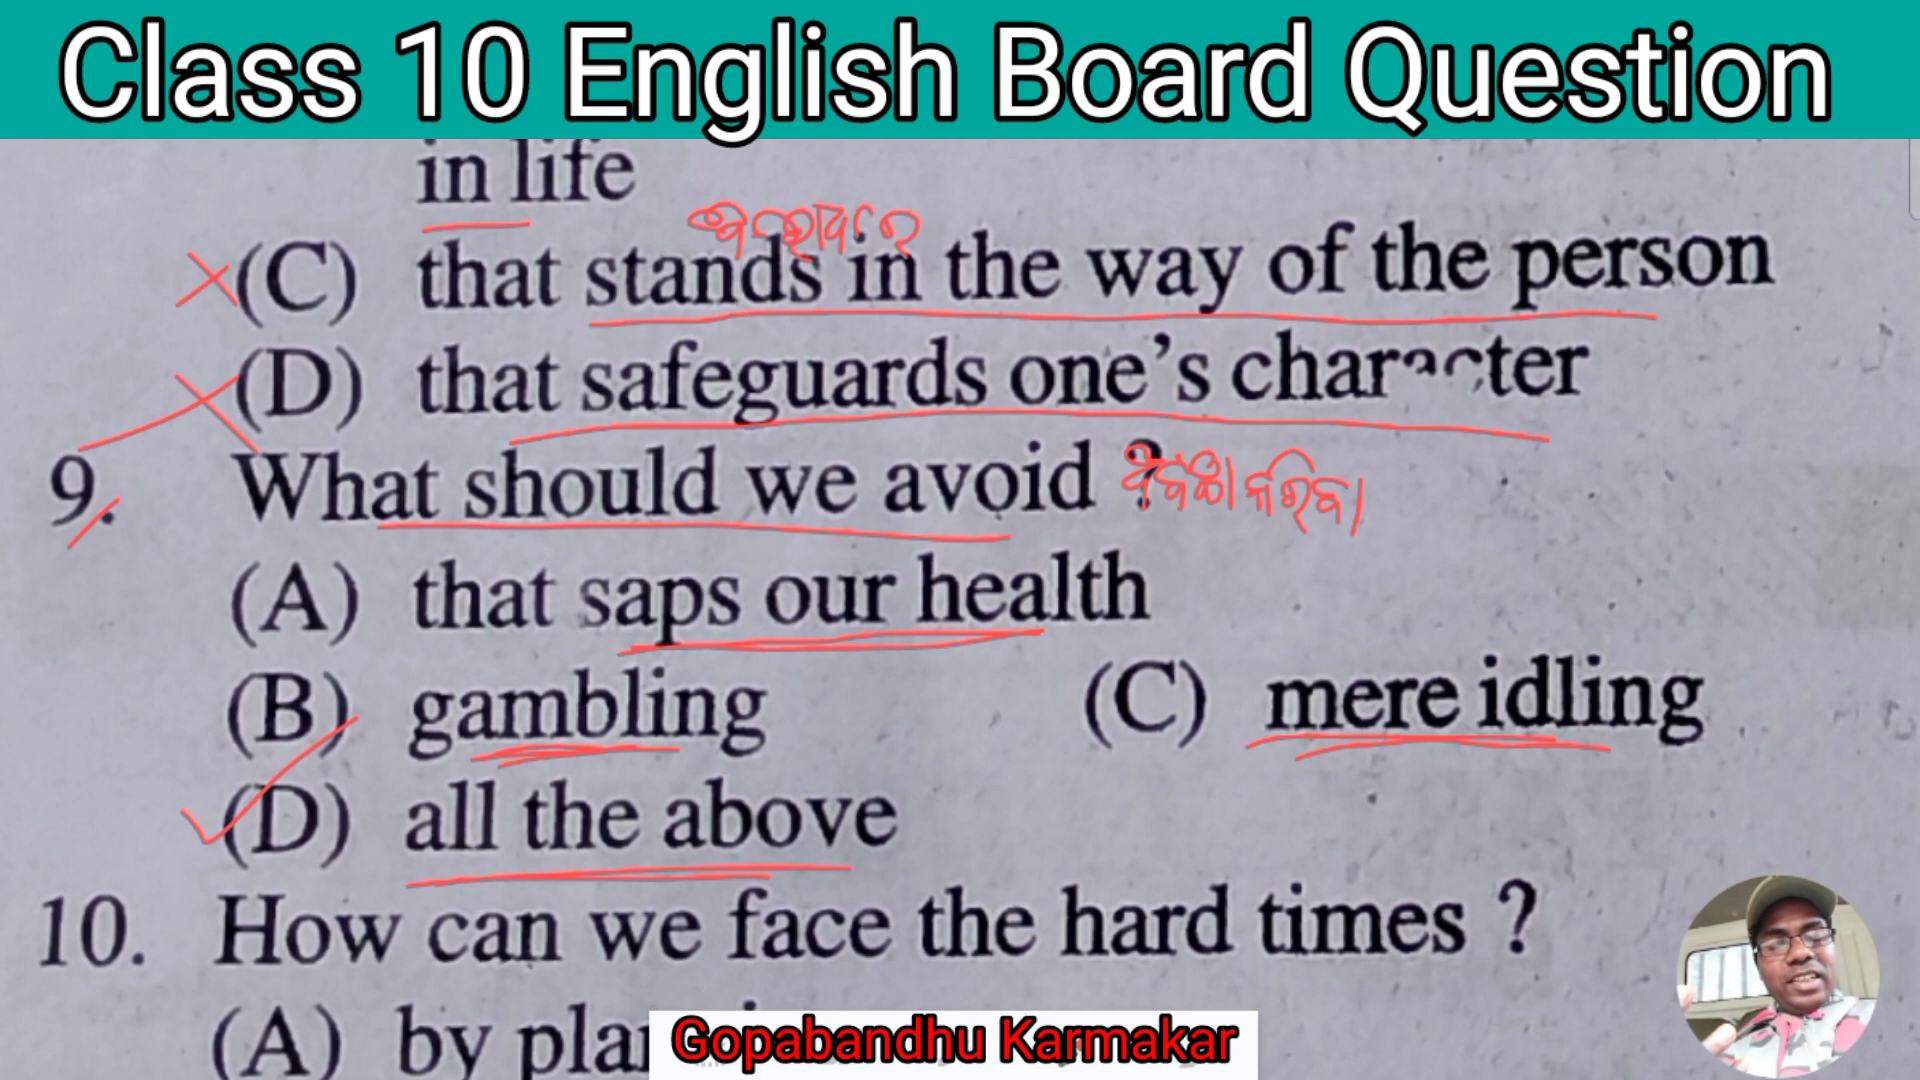 Class 10 English Board Question
in life
(C) that stands in the way of the person
(D) that safeguards one's character
9. What should we avoid ?
(A) that saps our health
(B) gambling (C) mere idling
(D) all the above
10. How can we face the hard times ?
(A) by
Gopabandhu Karmakar